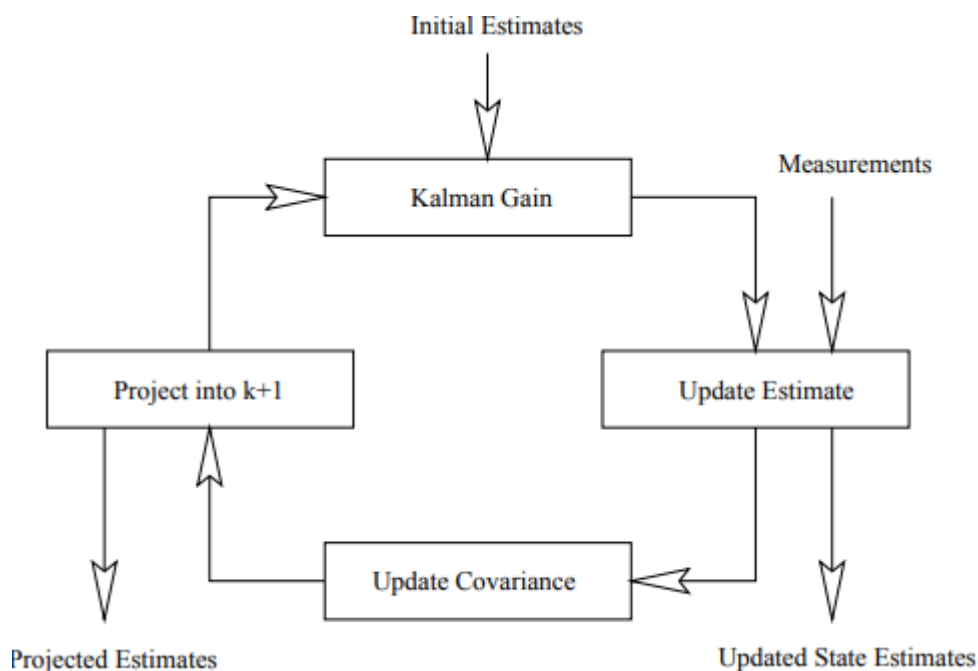 Initial Estimates
Measurements
Kalman Gain
Project into k+1
Update Estimate
Update Covariance
Projected Estimates
Updated State Estimates